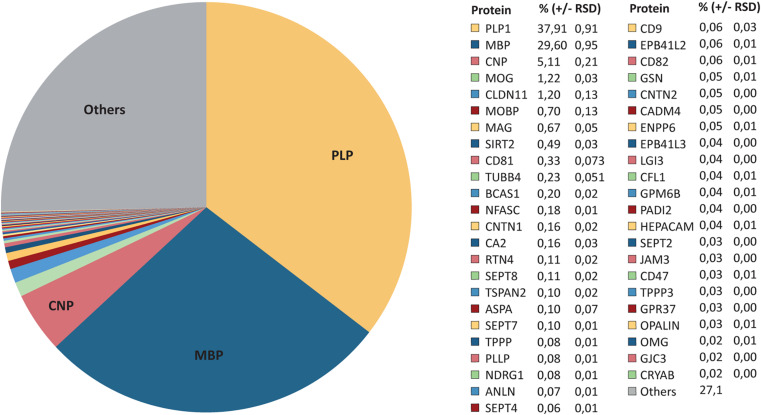 Others
PLP
CNP
MBP
Protein % (+/- RSD)
PLP1 37,91 0,91
MBP 29,60 0,95
CNP 5,11 0,21
MOG 1,22 0,03
CLDN11 1,20 0,13
MOBP 0,70 0,13
MAG 0,67 0,05
SIRT2 0,49 0,03
CD81 0,33 0,073
TUBB4 0,23 0,051
BCAS1 0,20 0,02
NFASC 0,18 0,01
CNTN1 0,16 0,02
CA2 0,16 0,03
RTN4 0,11 0,02
SEPT8 0,11 0,02
TSPAN2 0,10 0,02
ASPA 0,10 0,07
SEPT7 0,10 0,01
TPPP 0,08 0,01
PLLP 0,08 0,01
NDRG1 0,08 0,01
ANLN 0,07 0,01
SEPT4 0,06 0,01
Protein % (+/- RSD)
CD9 0,06 0,03
EPB41L2 0,06 0,01
CD82 0,06 0,01
GSN 0,05 0,01
CNTN2 0,05 0,00
CADM4 0,05 0,00
ENPP6 0,05 0,01
EPB41L3 0,04 0,00
LGI3 0,04 0,00
CFL1 0,04 0,01
GPM6B 0,04 0,01
PADI2 0,04 0,00
HEPACAM 0,04 0,01
SEPT2 0,03 0,00
JAM3 0,03 0,00
CD47 0,03 0,01
TPPP3 0,03 0,00
GPR37 0,03 0,00
OPALIN 0,03 0,01
OMG 0,02 0,01
GJC3 0,02 0,00
CRYAB 0,02 0,00
Others 27,1